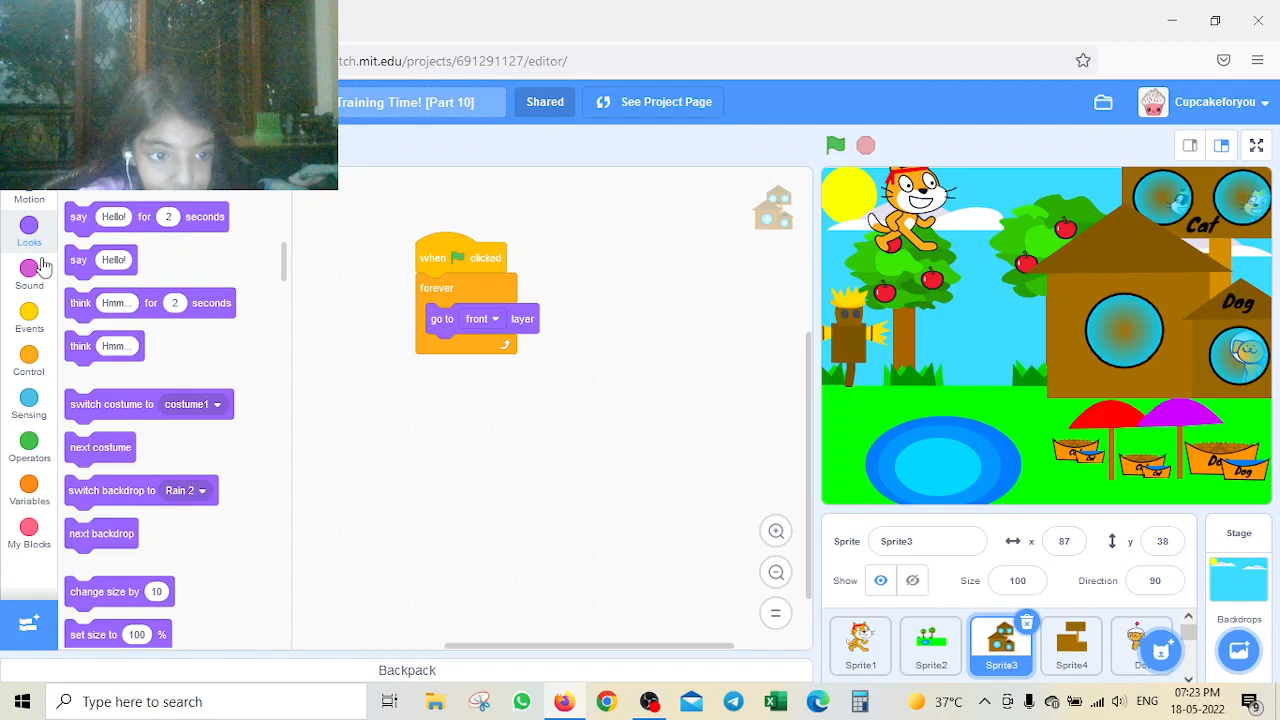 tch.mit.edu/projects/691291127/editor/
Training Time! [Part 10]
Shared
See Project Page
Cupcakeforyou
Motion
Looks
Sound
Events
Control
Sensing
Operators
Variables
My Blocks
say Hello! for 2 seconds
say Hello!
think Hmm... for 2 seconds
think Hmm...
switch costume to costume1
next costume
switch backdrop to Rain 2
next backdrop
change size by 10
set size to 100 %
when clicked
forever
go to front layer
Cat
Dog
Dog
Sprite Sprite3 x 87 y 38
Show Size 100 Direction 90
Sprite1
Sprite2
Sprite3
Sprite4
Stage
Backdrops
Backpack
Type here to search
37°C
07:23 PM
18-05-2022
9